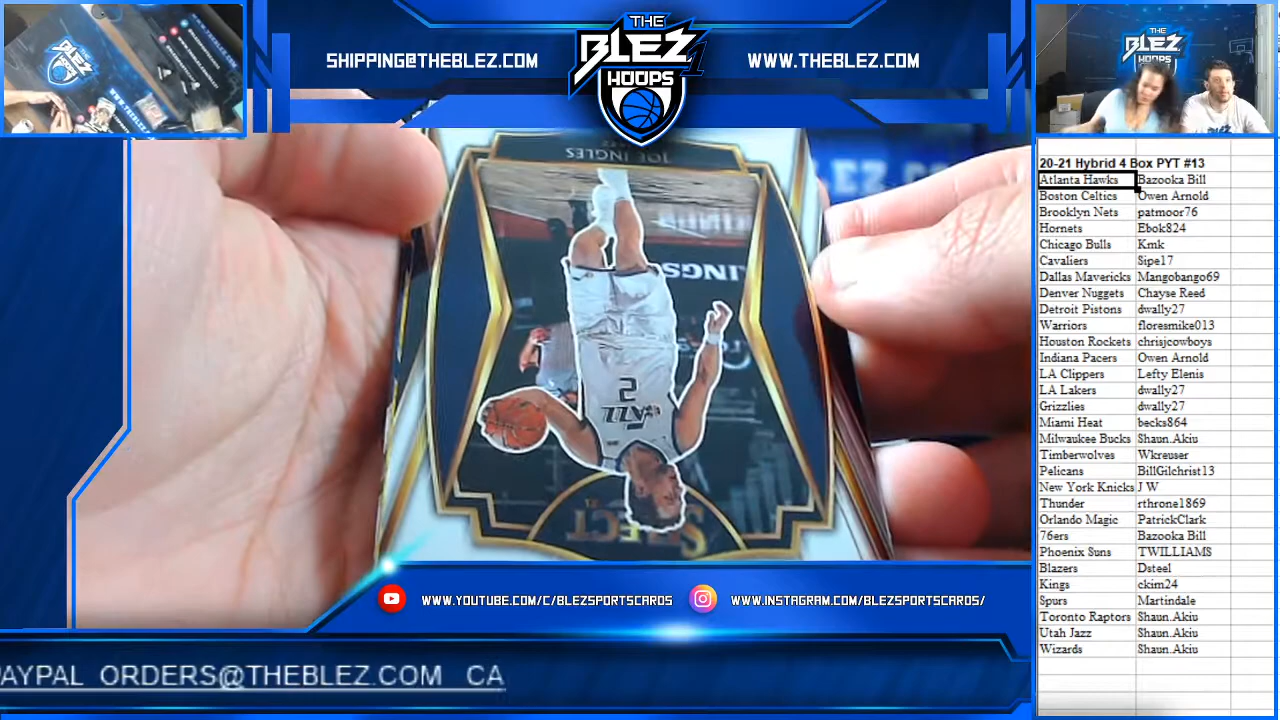 SHIPPING@THEBLEZ.COM
THE
BLEZ
HOOPS
WWW.THEBLEZ.COM
THE
BLEZ
HOOPS
JOE INGLES
INGS
2
SELECT
20-21 Hybrid 4 Box PYT #13
Atlanta Hawks Bazooka Bill
Boston Celtics Owen Arnold
Brooklyn Nets patmoor76
Hornets Ebok824
Chicago Bulls Kmk
Cavaliers Sipe17
Dallas Mavericks Mangobango69
Denver Nuggets Chayse Reed
Detroit Pistons dwally27
Warriors floresmike013
Houston Rockets chrisjcowboys
Indiana Pacers Owen Arnold
LA Clippers Lefty Elenis
LA Lakers dwally27
Grizzlies dwally27
Miami Heat becks864
Milwaukee Bucks Shaun.Akiu
Timberwolves Wkreuser
Pelicans BillGilchrist13
New York Knicks J W
Thunder rthrone1869
Orlando Magic PatrickClark
76ers Bazooka Bill
Phoenix Suns TWILLIAMS
Blazers Dsteel
Kings ckim24
Spurs Martindale
Toronto Raptors Shaun.Akiu
Utah Jazz Shaun.Akiu
Wizards Shaun.Akiu
WWW.YOUTUBE.COM/C/BLEZSPORTSCARDS
WWW.INSTAGRAM.COM/BLEZSPORTSCARDS/
AYPAL ORDERS@THEBLEZ.COM CA